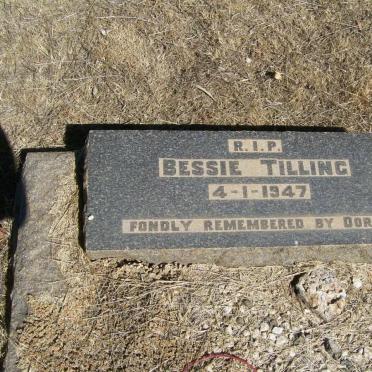 R.I.P.
BESSIE TILLING
4-1-1947
FONDLY REMEMBERED BY